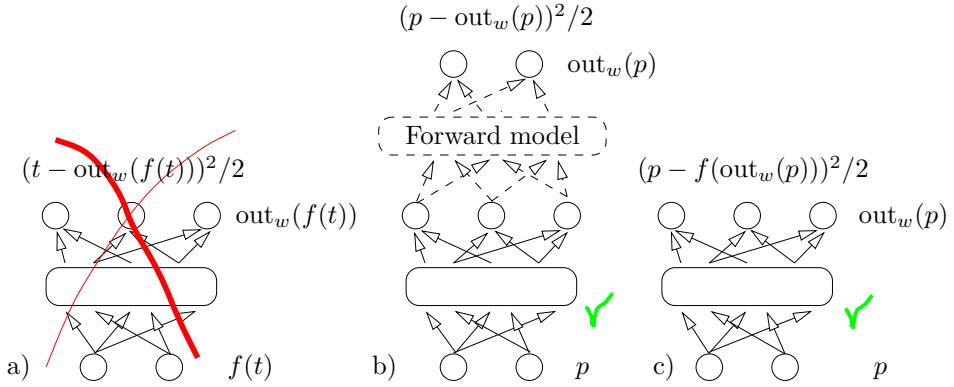 (p − out_w(p))²/2
out_w(p)
Forward model
(t − out_w(f(t)))²/2
(p − f(out_w(p)))²/2
out_w(f(t))
out_w(p)
a)
f(t)
b)
p
c)
p